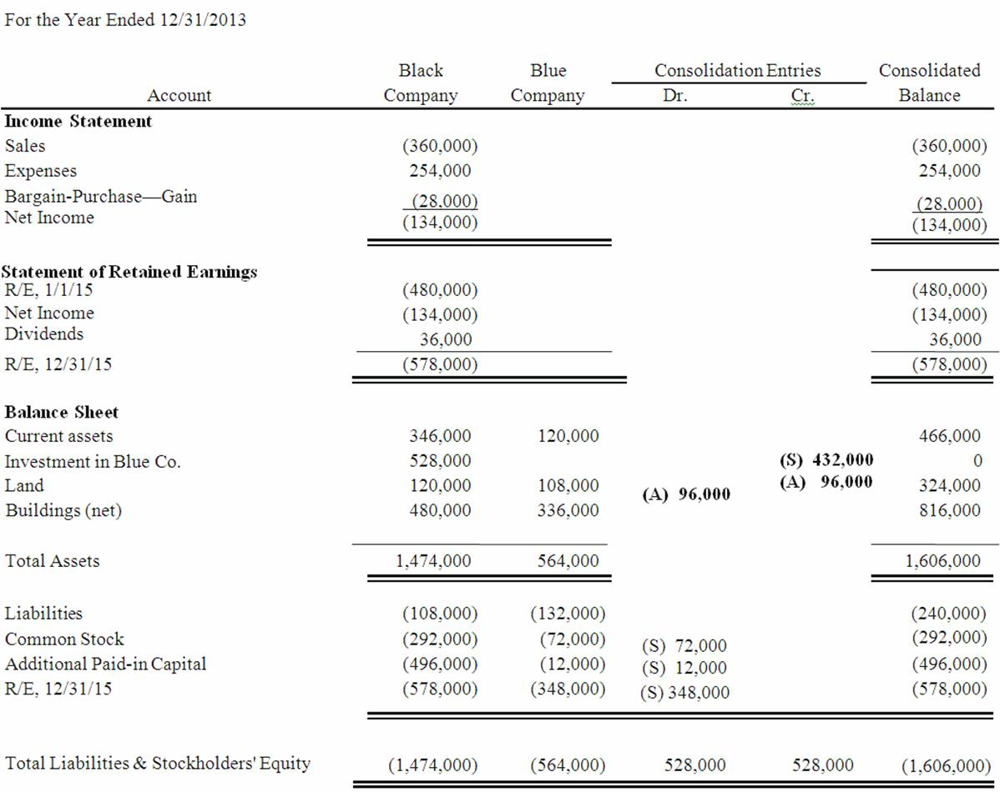 For the Year Ended 12/31/2013
Black Blue Consolidation Entries Consolidated
Account Company Company Dr. Cr. Balance
Income Statement
Sales (360,000) (360,000)
Expenses 254,000 254,000
Bargain-Purchase—Gain (28,000) (28,000)
Net Income (134,000) (134,000)
Statement of Retained Earnings
R/E, 1/1/15 (480,000) (480,000)
Net Income (134,000) (134,000)
Dividends 36,000 36,000
R/E, 12/31/15 (578,000) (578,000)
Balance Sheet
Current assets 346,000 120,000 466,000
Investment in Blue Co. 528,000 (S) 432,000 0
Land 120,000 108,000 (A) 96,000 (A) 96,000 324,000
Buildings (net) 480,000 336,000 816,000
Total Assets 1,474,000 564,000 1,606,000
Liabilities (108,000) (132,000) (240,000)
Common Stock (292,000) (72,000) (S) 72,000 (292,000)
Additional Paid-in Capital (496,000) (12,000) (S) 12,000 (496,000)
R/E, 12/31/15 (578,000) (348,000) (S) 348,000 (578,000)
Total Liabilities & Stockholders' Equity (1,474,000) (564,000) 528,000 528,000 (1,606,000)